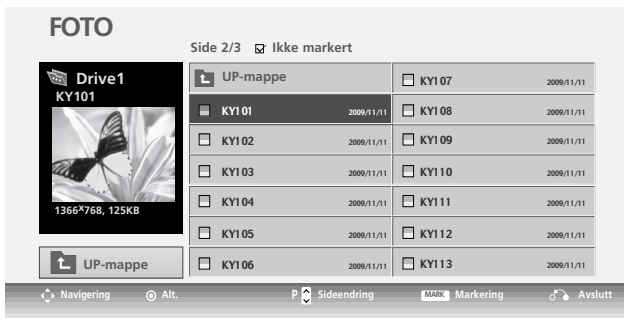 FOTO
Side 2/3 Ikke markert
Drive1
KY101
1366x768, 125KB
UP-mappe
UP-mappe
KY101 2009/11/11
KY102 2009/11/11
KY103 2009/11/11
KY104 2009/11/11
KY105 2009/11/11
KY106 2009/11/11
KY107 2009/11/11
KY108 2009/11/11
KY109 2009/11/11
KY110 2009/11/11
KY111 2009/11/11
KY112 2009/11/11
KY113 2009/11/11
Navigering Alt. P Sideendring MARK Markering Avslutt